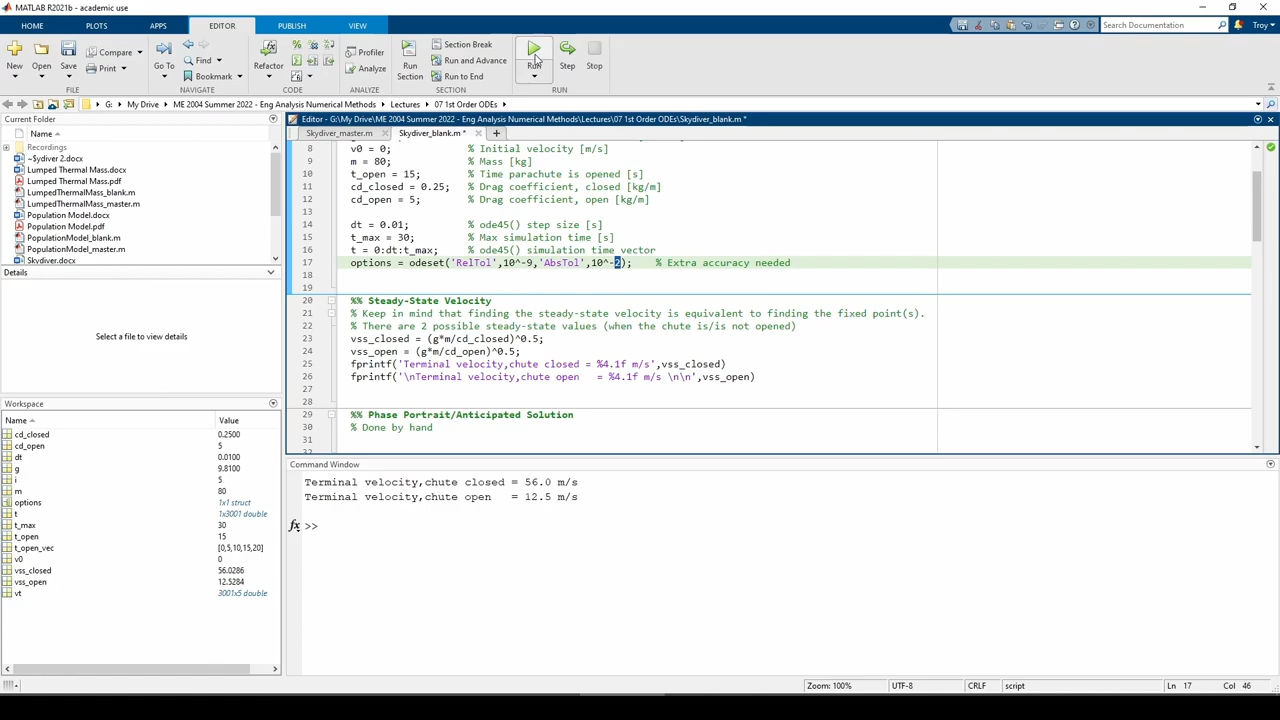 MATLAB R2021b - academic use
HOME PLOTS APPS EDITOR PUBLISH VIEW Search Documentation Troy
New Open Save Compare Print Go To Find Bookmark Refactor Profiler Analyze Run Section Section Break Run and Advance Run to End Run Step Stop
FILE NAVIGATE CODE ANALYZE SECTION RUN
G: My Drive ME 2004 Summer 2022 - Eng Analysis Numerical Methods Lectures 07 1st Order ODEs
Current Folder
Name
Recordings
~$ydiver 2.docx
Lumped Thermal Mass.docx
Lumped Thermal Mass.pdf
LumpedThermalMass_blank.m
LumpedThermalMass_master.m
Population Model.docx
Population Model.pdf
PopulationModel_blank.m
PopulationModel_master.m
Skydiver.docx
Details
Select a file to view details
Workspace
Name Value
cd_closed 0.2500
cd_open 5
dt 0.0100
g 9.8100
i 5
m 80
options 1x1 struct
t 1x3001 double
t_max 30
t_open 15
t_open_vec [0,5,10,15,20]
v0 0
vss_closed 56.0286
vss_open 12.5284
vt 3001x5 double
Editor - G:\My Drive\ME 2004 Summer 2022 - Eng Analysis Numerical Methods\Lectures\07 1st Order ODEs\Skydiver_blank.m *
Skydiver_master.m Skydiver_blank.m *
8 v0 = 0; % Initial velocity [m/s]
9 m = 80; % Mass [kg]
10 t_open = 15; % Time parachute is opened [s]
11 cd_closed = 0.25; % Drag coefficient, closed [kg/m]
12 cd_open = 5; % Drag coefficient, open [kg/m]
13
14 dt = 0.01; % ode45() step size [s]
15 t_max = 30; % Max simulation time [s]
16 t = 0:dt:t_max; % ode45() simulation time vector
17 options = odeset('RelTol',10^-9,'AbsTol',10^-2); % Extra accuracy needed
18
19
20 %% Steady-State Velocity
21 % Keep in mind that finding the steady-state velocity is equivalent to finding the fixed point(s).
22 % There are 2 possible steady-state values (when the chute is/is not opened)
23 vss_closed = (g*m/cd_closed)^0.5;
24 vss_open = (g*m/cd_open)^0.5;
25 fprintf('Terminal velocity,chute closed = %4.1f m/s',vss_closed)
26 fprintf('\nTerminal velocity,chute open   = %4.1f m/s \n\n',vss_open)
27
28
29 %% Phase Portrait/Anticipated Solution
30 % Done by hand
31
Command Window
Terminal velocity,chute closed = 56.0 m/s
Terminal velocity,chute open   = 12.5 m/s
fx >>
Zoom: 100% UTF-8 CRLF script Ln 17 Col 46